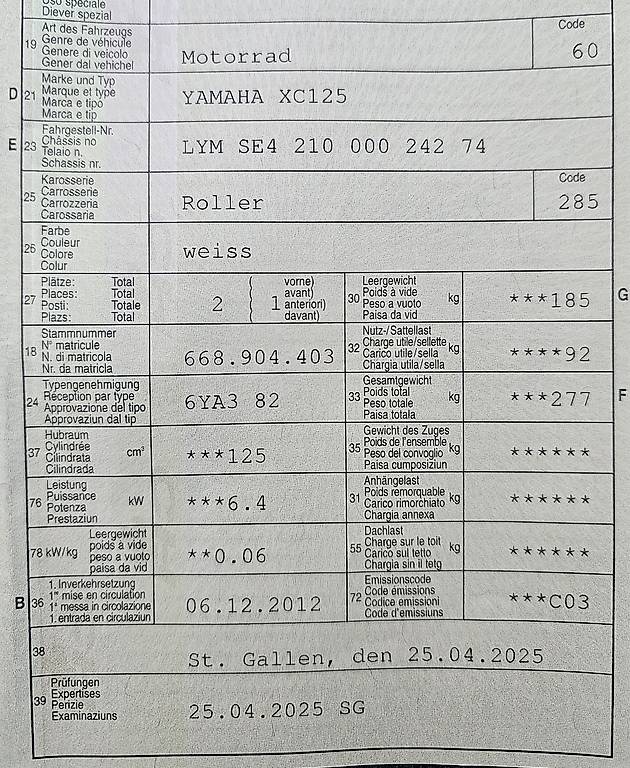 Uso speciale
Diever spezial
19 Art des Fahrzeugs
Genre de véhicule
Genere di veicolo
Gener dal vehichel
Motorrad
Code
60
D 21 Marke und Typ
Marque et type
Marca e tipo
Marca e tip
YAMAHA XC125
E 23 Fahrgestell-Nr.
Châssis no
Telaio n.
Schassis nr.
LYM SE4 210 000 242 74
25 Karosserie
Carrosserie
Carrozzeria
Carossaria
Roller
Code
285
26 Farbe
Couleur
Colore
Colur
weiss
27 Plätze: Total
Places: Total
Posti: Totale
Plazs: Total
2 ( 1 vorne)
avant)
anteriori)
davant)
30 Leergewicht
Poids à vide
Peso a vuoto
Paisa da vid
kg
***185 G
18 Stammnummer
N° matricule
N. di matricola
Nr. da matricla
668.904.403
32 Nutz-/Sattellast
Charge utile/sellette
Carico utile/sella
Chargia utila/sella
kg
****92
24 Typengenehmigung
Réception par type
Approvazione del tipo
Approvaziun dal tip
6YA3 82
33 Gesamtgewicht
Poids total
Peso totale
Paisa totala
kg
***277 F
37 Hubraum
Cylindrée
Cilindrata
Cilindrada
cm³
***125
35 Gewicht des Zuges
Poids de l'ensemble
Peso del convoglio
Paisa cumposiziun
kg
******
76 Leistung
Puissance
Potenza
Prestaziun
kW
***6.4
31 Anhängelast
Poids remorquable
Carico rimorchiato
Chargia annexa
kg
******
78 kW/kg Leergewicht
poids à vide
peso a vuoto
paisa da vid
**0.06
55 Dachlast
Charge sur le toit
Carico sul tetto
Chargia sin il tetg
kg
******
B 36 1. Inverkehrsetzung
1re mise en circulation
1a messa in circolazione
1. entrada en circulaziun
06.12.2012
72 Emissionscode
Code émissions
Codice emissioni
Code d'emissiuns
***C03
38
St. Gallen, den 25.04.2025
39 Prüfungen
Expertises
Perizie
Examinaziuns
25.04.2025 SG